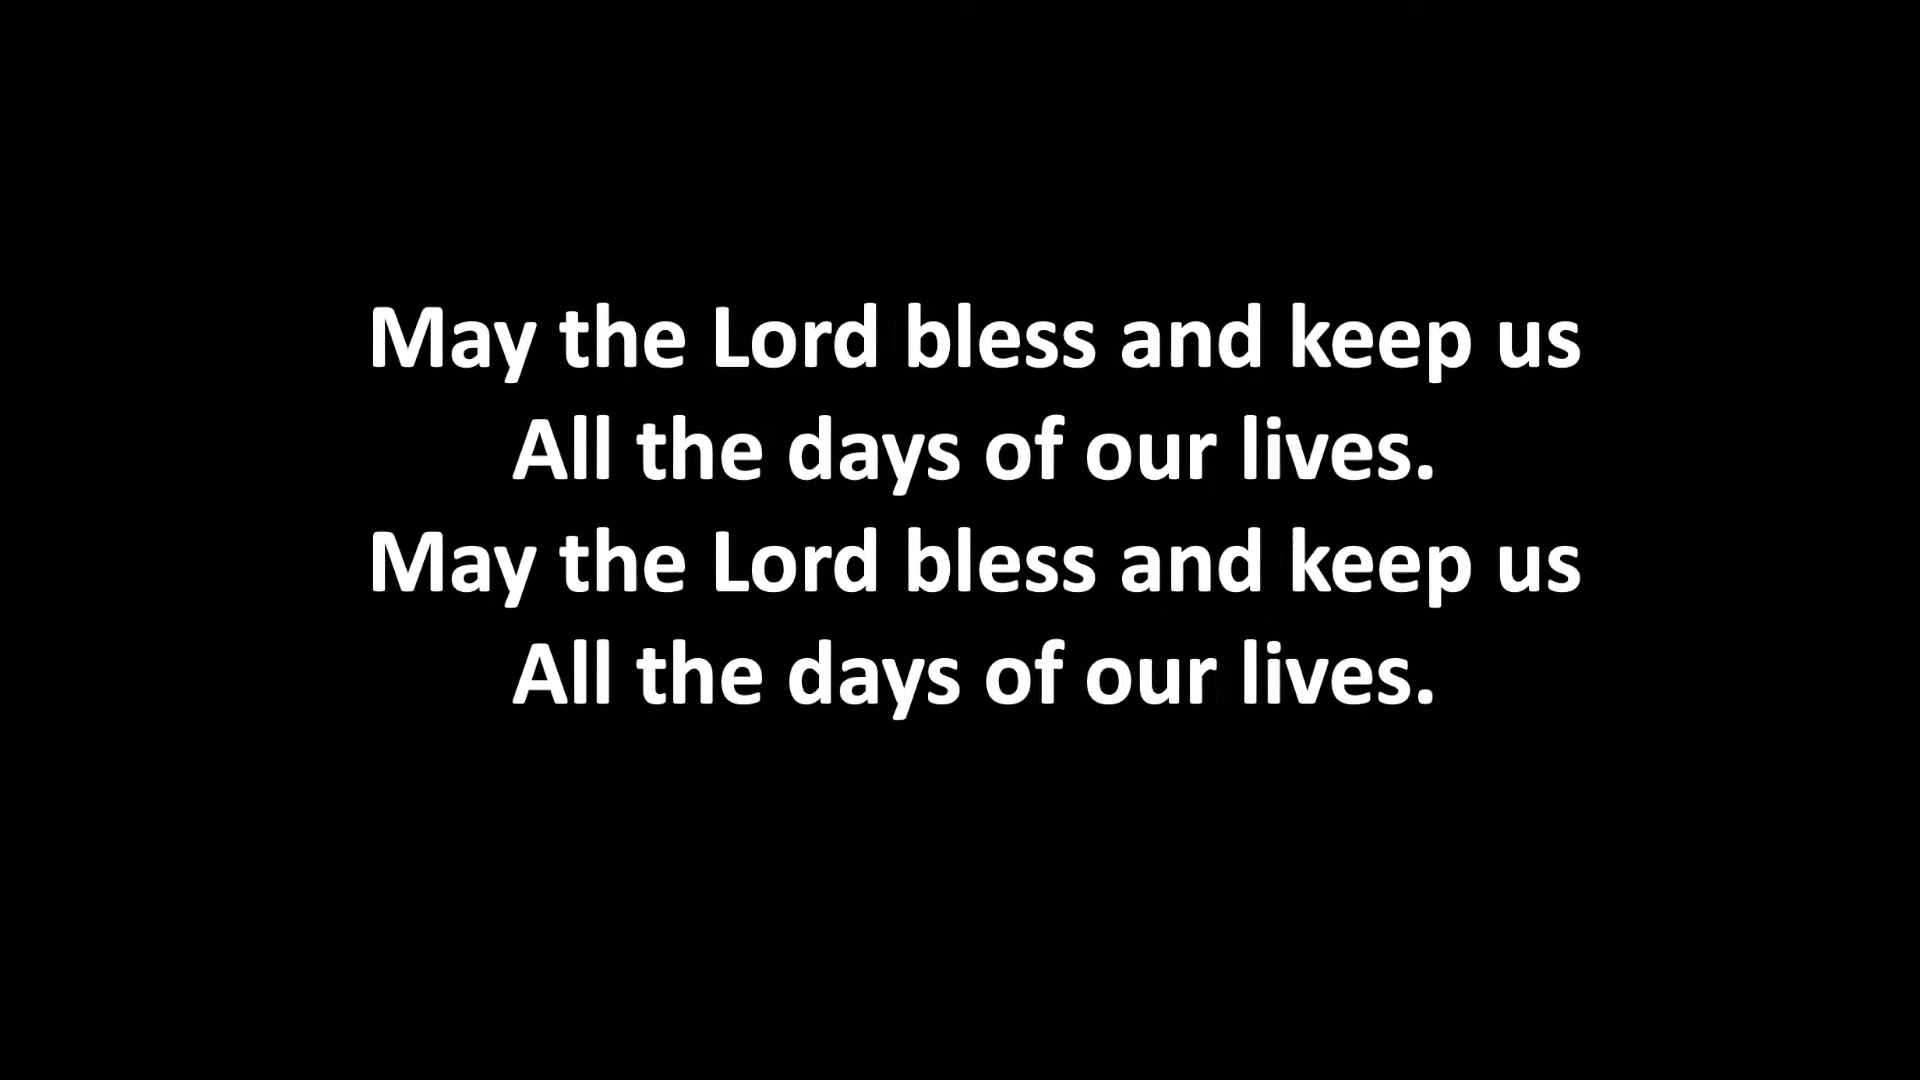 May the Lord bless and keep us
All the days of our lives.
May the Lord bless and keep us
All the days of our lives.